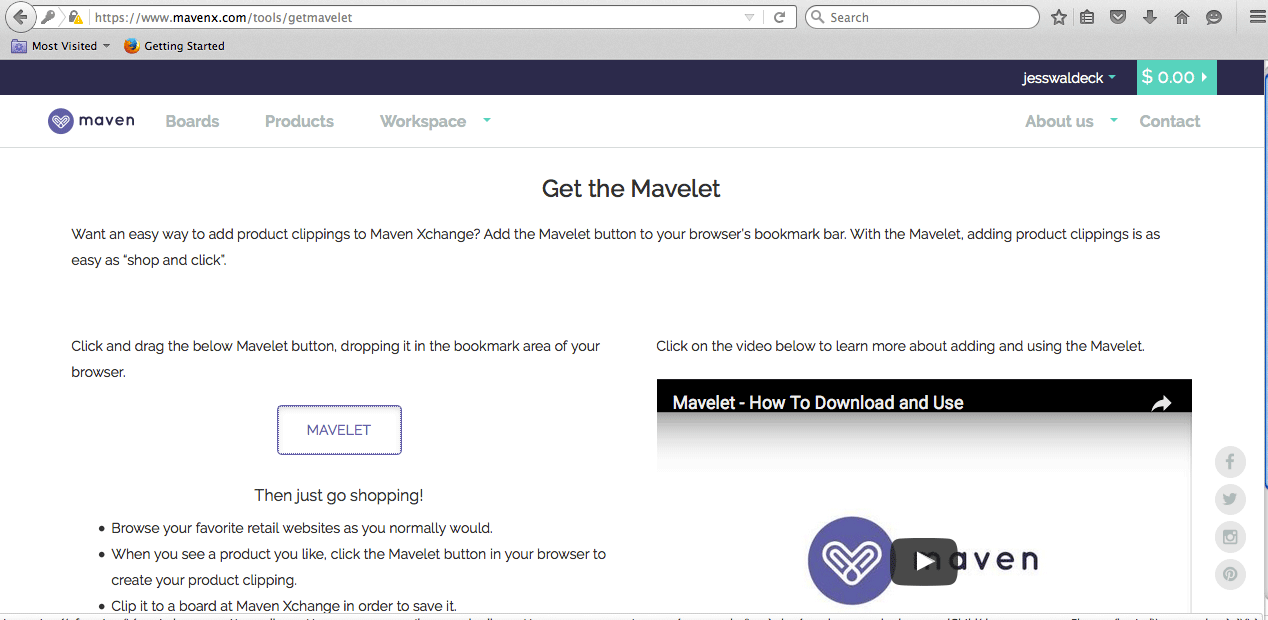 https://www.mavenx.com/tools/getmavelet
Search
Most Visited
Getting Started
jesswaldeck
$ 0.00
maven
Boards
Products
Workspace
About us
Contact
Get the Mavelet
Want an easy way to add product clippings to Maven Xchange? Add the Mavelet button to your browser's bookmark bar. With the Mavelet, adding product clippings is as
easy as “shop and click”.
Click and drag the below Mavelet button, dropping it in the bookmark area of your
browser.
MAVELET
Then just go shopping!
Browse your favorite retail websites as you normally would.
When you see a product you like, click the Mavelet button in your browser to
create your product clipping.
Clip it to a board at Maven Xchange in order to save it.
Click on the video below to learn more about adding and using the Mavelet.
Mavelet - How To Download and Use
maven